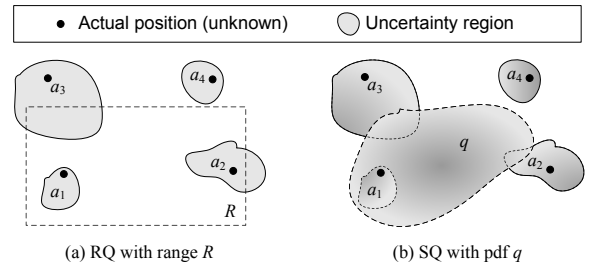 Actual position (unknown) Uncertainty region
a3 a4 a1 a2 R
a3 a4 q a2 a1
(a) RQ with range R (b) SQ with pdf q